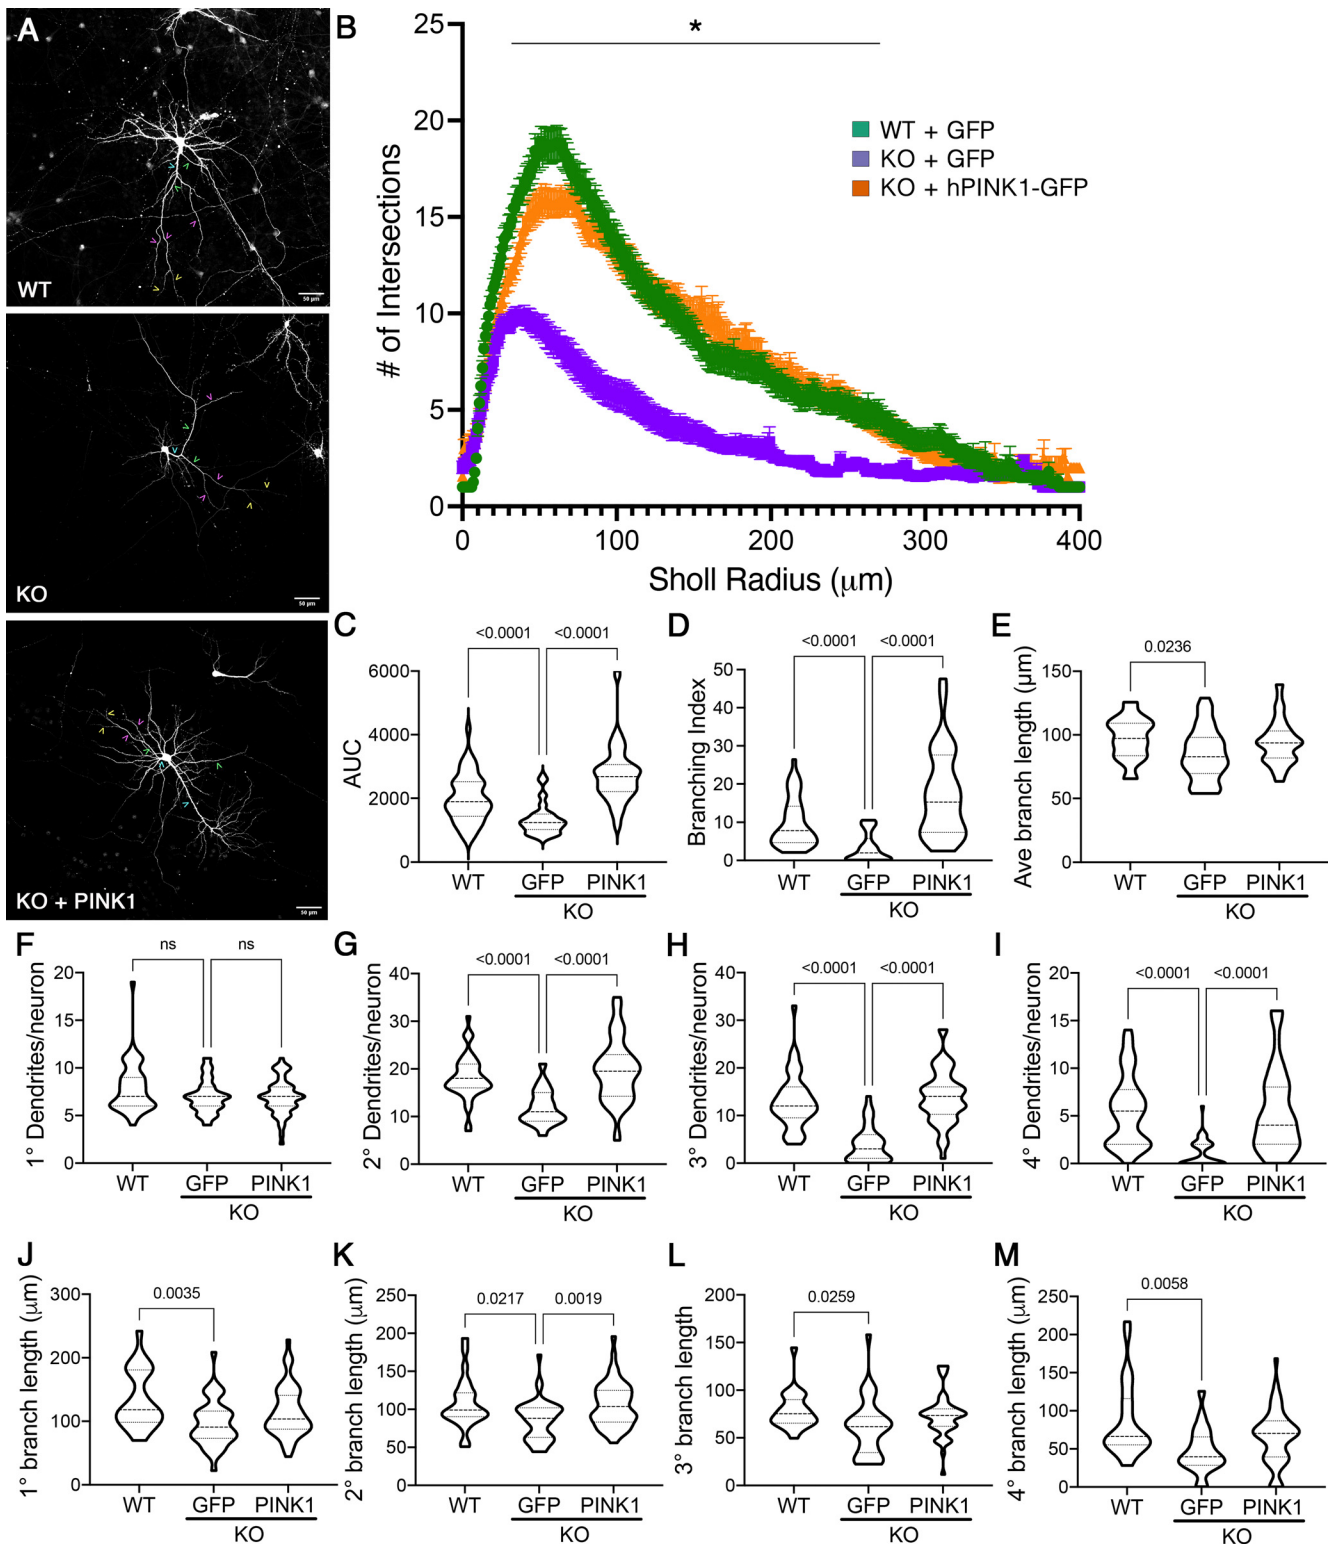 A
WT
50 µm
KO
50 µm
KO + PINK1
50 µm
B
*
# of Intersections
25
20
15
10
5
0
0 100 200 300 400
Sholl Radius (µm)
WT + GFP
KO + GFP
KO + hPINK1-GFP
C
<0.0001 <0.0001
AUC
6000
4000
2000
0
WT GFP PINK1
KO
D
<0.0001 <0.0001
Branching Index
50
40
30
20
10
0
WT GFP PINK1
KO
E
0.0236
Ave branch length (µm)
150
100
50
0
WT GFP PINK1
KO
F
ns ns
1° Dendrites/neuron
20
15
10
5
0
WT GFP PINK1
KO
G
<0.0001 <0.0001
2° Dendrites/neuron
40
30
20
10
0
WT GFP PINK1
KO
H
<0.0001 <0.0001
3° Dendrites/neuron
40
30
20
10
0
WT GFP PINK1
KO
I
<0.0001 <0.0001
4° Dendrites/neuron
20
15
10
5
0
WT GFP PINK1
KO
J
0.0035
1° branch length (µm)
300
200
100
0
WT GFP PINK1
KO
K
0.0217 0.0019
2° branch length (µm)
250
200
150
100
50
0
WT GFP PINK1
KO
L
0.0259
3° branch length
200
150
100
50
0
WT GFP PINK1
KO
M
0.0058
4° branch length (µm)
250
200
150
100
50
0
WT GFP PINK1
KO